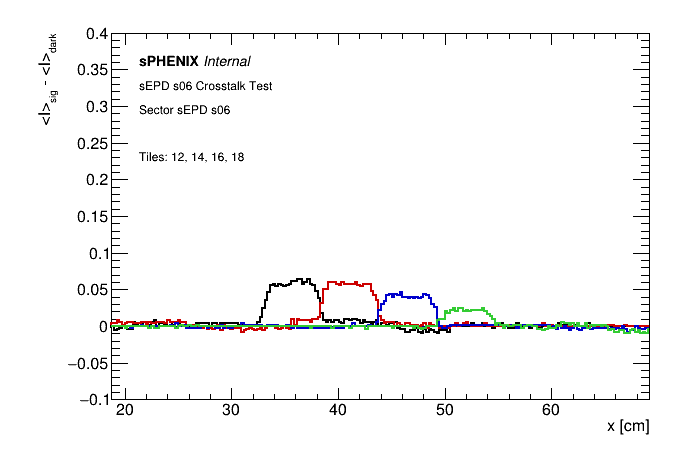 <I>sig - <I>dark
0.4
0.35
0.3
0.25
0.2
0.15
0.1
0.05
0
−0.05
−0.1
sPHENIX Internal
sEPD s06 Crosstalk Test
Sector sEPD s06
Tiles: 12, 14, 16, 18
20 30 40 50 60
x [cm]